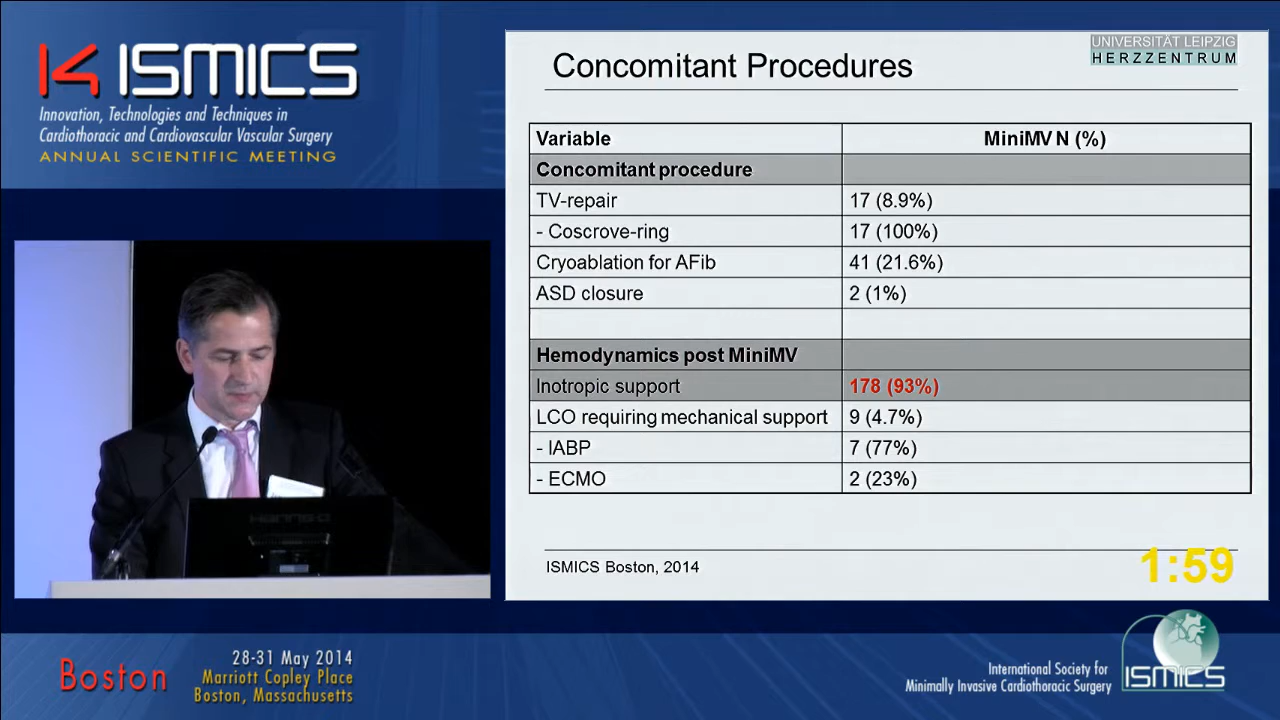 14 ISMICS
Innovation, Technologies and Techniques in
Cardiothoracic and Cardiovascular Vascular Surgery
ANNUAL SCIENTIFIC MEETING
UNIVERSITÄT LEIPZIG
HERZZENTRUM
Concomitant Procedures
Variable MiniMV N (%)
Concomitant procedure
TV-repair 17 (8.9%)
- Coscrove-ring 17 (100%)
Cryoablation for AFib 41 (21.6%)
ASD closure 2 (1%)
Hemodynamics post MiniMV
Inotropic support 178 (93%)
LCO requiring mechanical support 9 (4.7%)
- IABP 7 (77%)
- ECMO 2 (23%)
ISMICS Boston, 2014
1:59
Boston
28-31 May 2014
Marriott Copley Place
Boston, Massachusetts
International Society for
Minimally Invasive Cardiothoracic Surgery
ISMICS